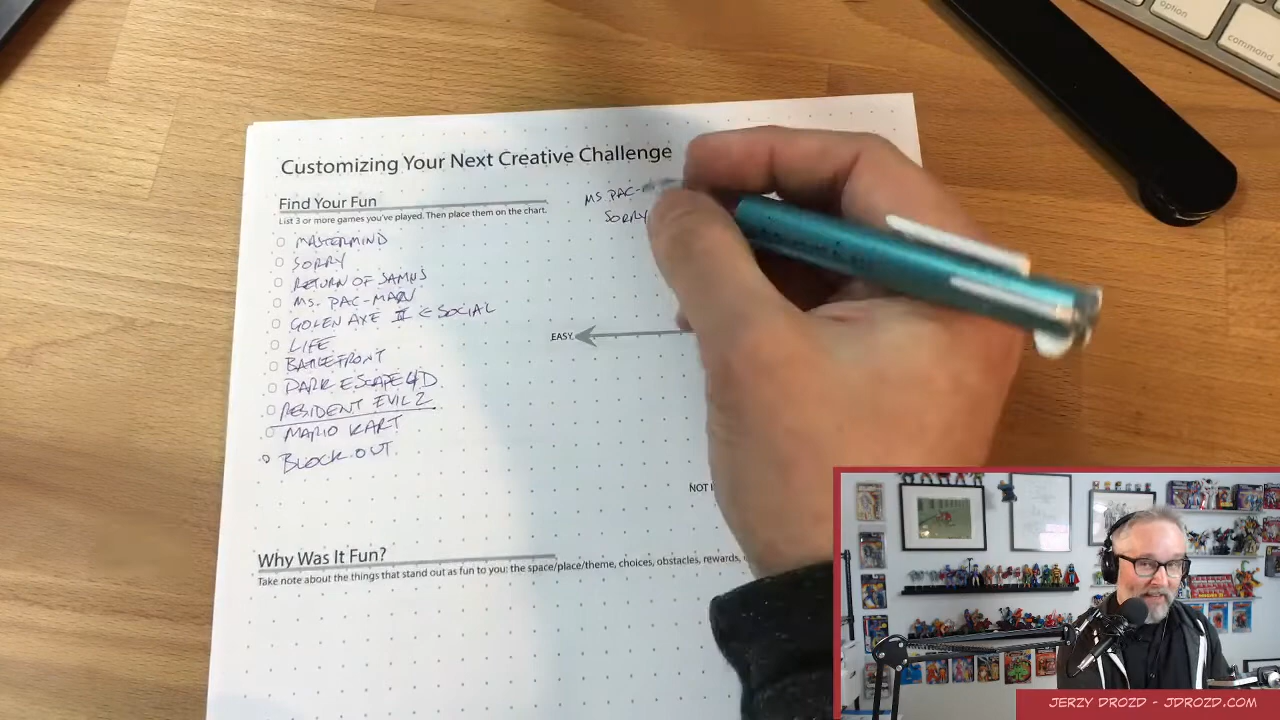 option
command
Customizing Your Next Creative Challenge
Find Your Fun
List 3 or more games you've played. Then place them on the chart.
MASTERMIND
SORRY
RETURN OF SAMUS
MS. PAC-MAN
GOLEN AXE II ← SOCIAL
LIFE
BATTLEFRONT
DARK ESCAPE 4D
RESIDENT EVIL 2
MARIO KART
BLOCK OUT
MS PAC-
SORRY
EASY
NOT
Why Was It Fun?
Take note about the things that stand out as fun to you: the space/place/theme, choices, obstacles, rewards,
JERZY DROZD - JDROZD.COM